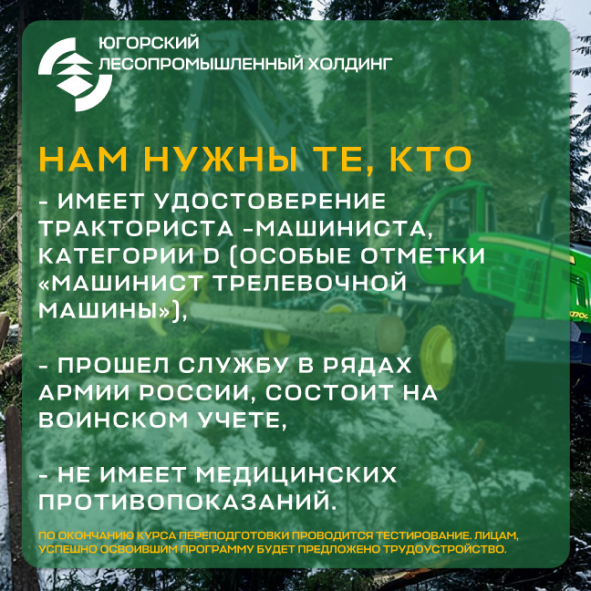 ЮГОРСКИЙ
ЛЕСОПРОМЫШЛЕННЫЙ ХОЛДИНГ
НАМ НУЖНЫ ТЕ, КТО
- ИМЕЕТ УДОСТОВЕРЕНИЕ
ТРАКТОРИСТА -МАШИНИСТА,
КАТЕГОРИИ D (ОСОБЫЕ ОТМЕТКИ
«МАШИНИСТ ТРЕЛЕВОЧНОЙ
МАШИНЫ»),
- ПРОШЕЛ СЛУЖБУ В РЯДАХ
АРМИИ РОССИИ, СОСТОИТ НА
ВОИНСКОМ УЧЕТЕ,
- НЕ ИМЕЕТ МЕДИЦИНСКИХ
ПРОТИВОПОКАЗАНИЙ.
ПО ОКОНЧАНИЮ КУРСА ПЕРЕПОДГОТОВКИ ПРОВОДИТСЯ ТЕСТИРОВАНИЕ. ЛИЦАМ,
УСПЕШНО ОСВОИВШИМ ПРОГРАММУ БУДЕТ ПРЕДЛОЖЕНО ТРУДОУСТРОЙСТВО.